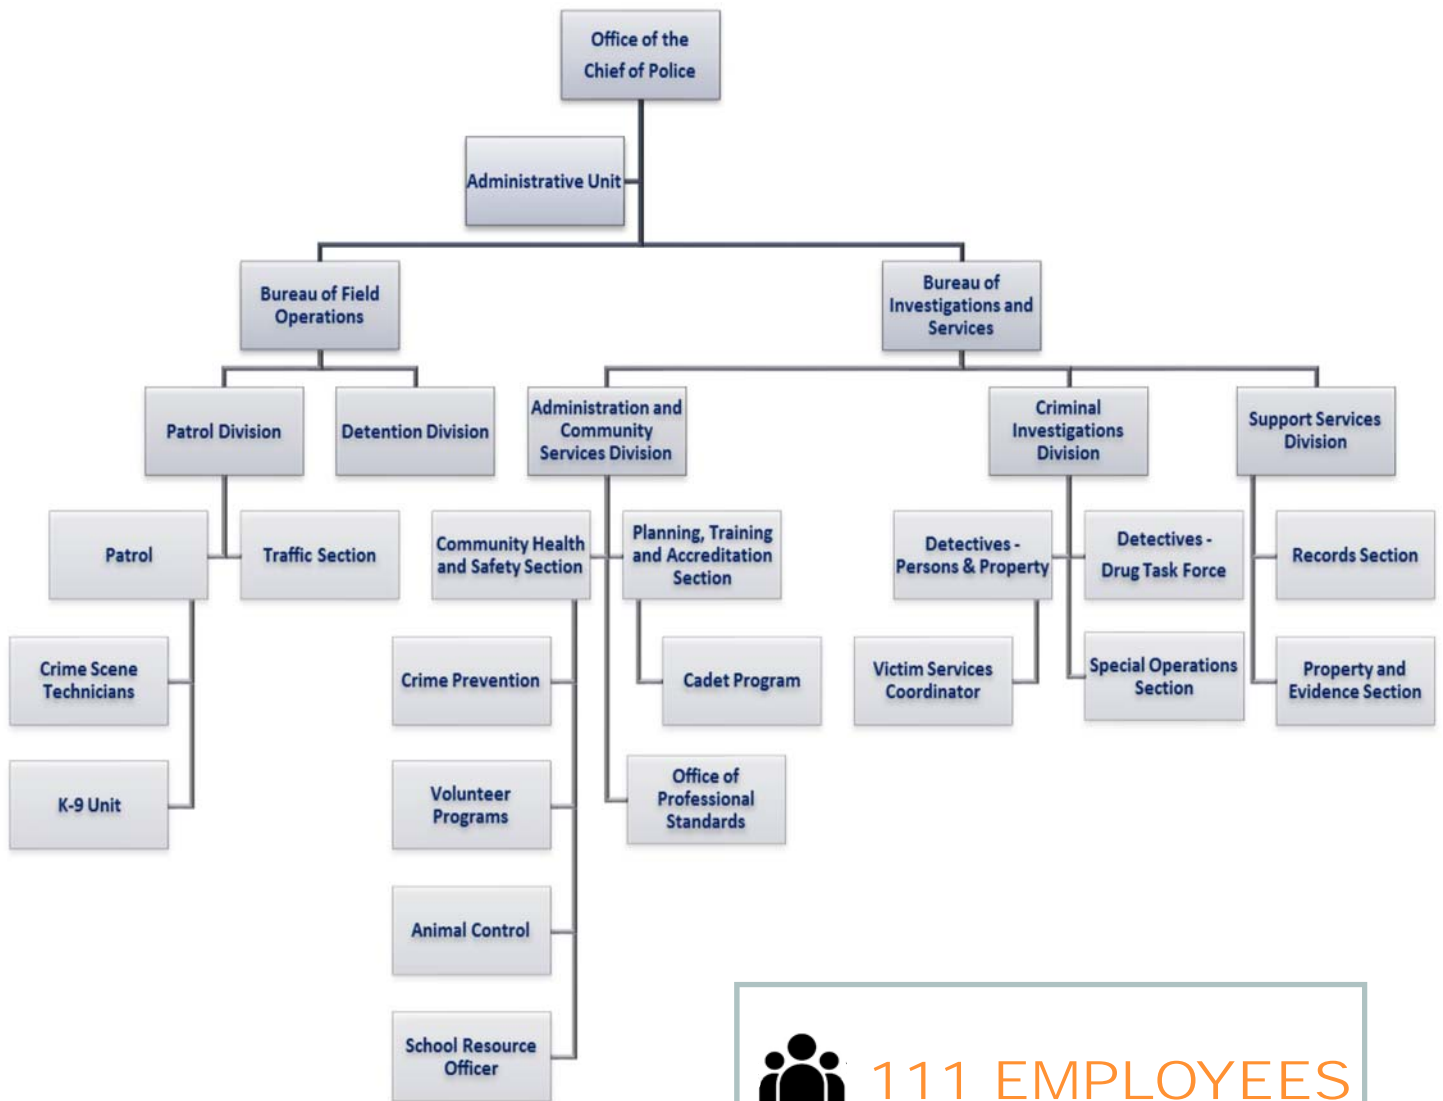 Office of the
Chief of Police
Administrative Unit
Bureau of Field
Operations
Bureau of
Investigations and
Services
Patrol Division
Detention Division
Administration and
Community
Services Division
Criminal
Investigations
Division
Support Services
Division
Patrol
Traffic Section
Community Health
and Safety Section
Planning, Training
and Accreditation
Section
Detectives -
Persons & Property
Detectives -
Drug Task Force
Records Section
Crime Scene
Technicians
Crime Prevention
Cadet Program
Victim Services
Coordinator
Special Operations
Section
Property and
Evidence Section
K-9 Unit
Volunteer
Programs
Office of
Professional
Standards
Animal Control
School Resource
Officer
111 EMPLOYEES